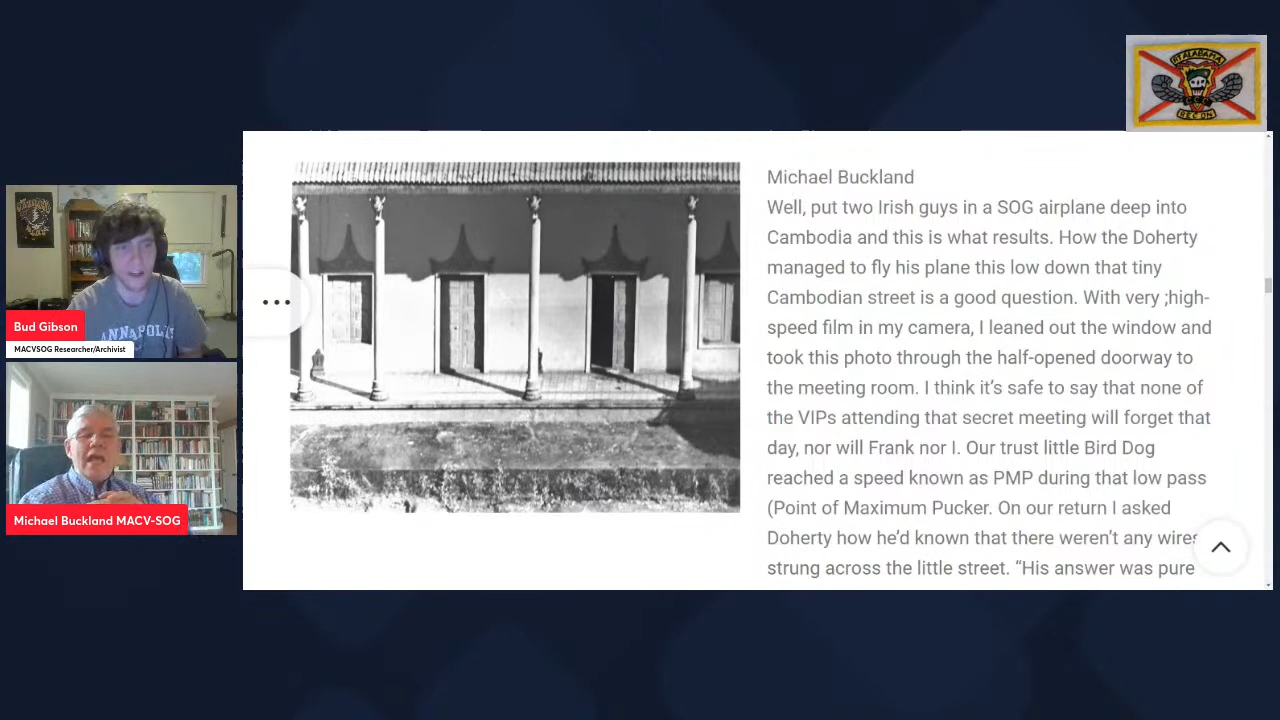 RT ALABAMA
CCC
RECON
Michael Buckland
Well, put two Irish guys in a SOG airplane deep into
Cambodia and this is what results. How the Doherty
managed to fly his plane this low down that tiny
Cambodian street is a good question. With very ;high-
speed film in my camera, I leaned out the window and
took this photo through the half-opened doorway to
the meeting room. I think it’s safe to say that none of
the VIPs attending that secret meeting will forget that
day, nor will Frank nor I. Our trust little Bird Dog
reached a speed known as PMP during that low pass
(Point of Maximum Pucker. On our return I asked
Doherty how he’d known that there weren’t any wires
strung across the little street. “His answer was pure
ANNAPOLIS
Bud Gibson
MACVSOG Researcher/Archivist
Michael Buckland MACV-SOG